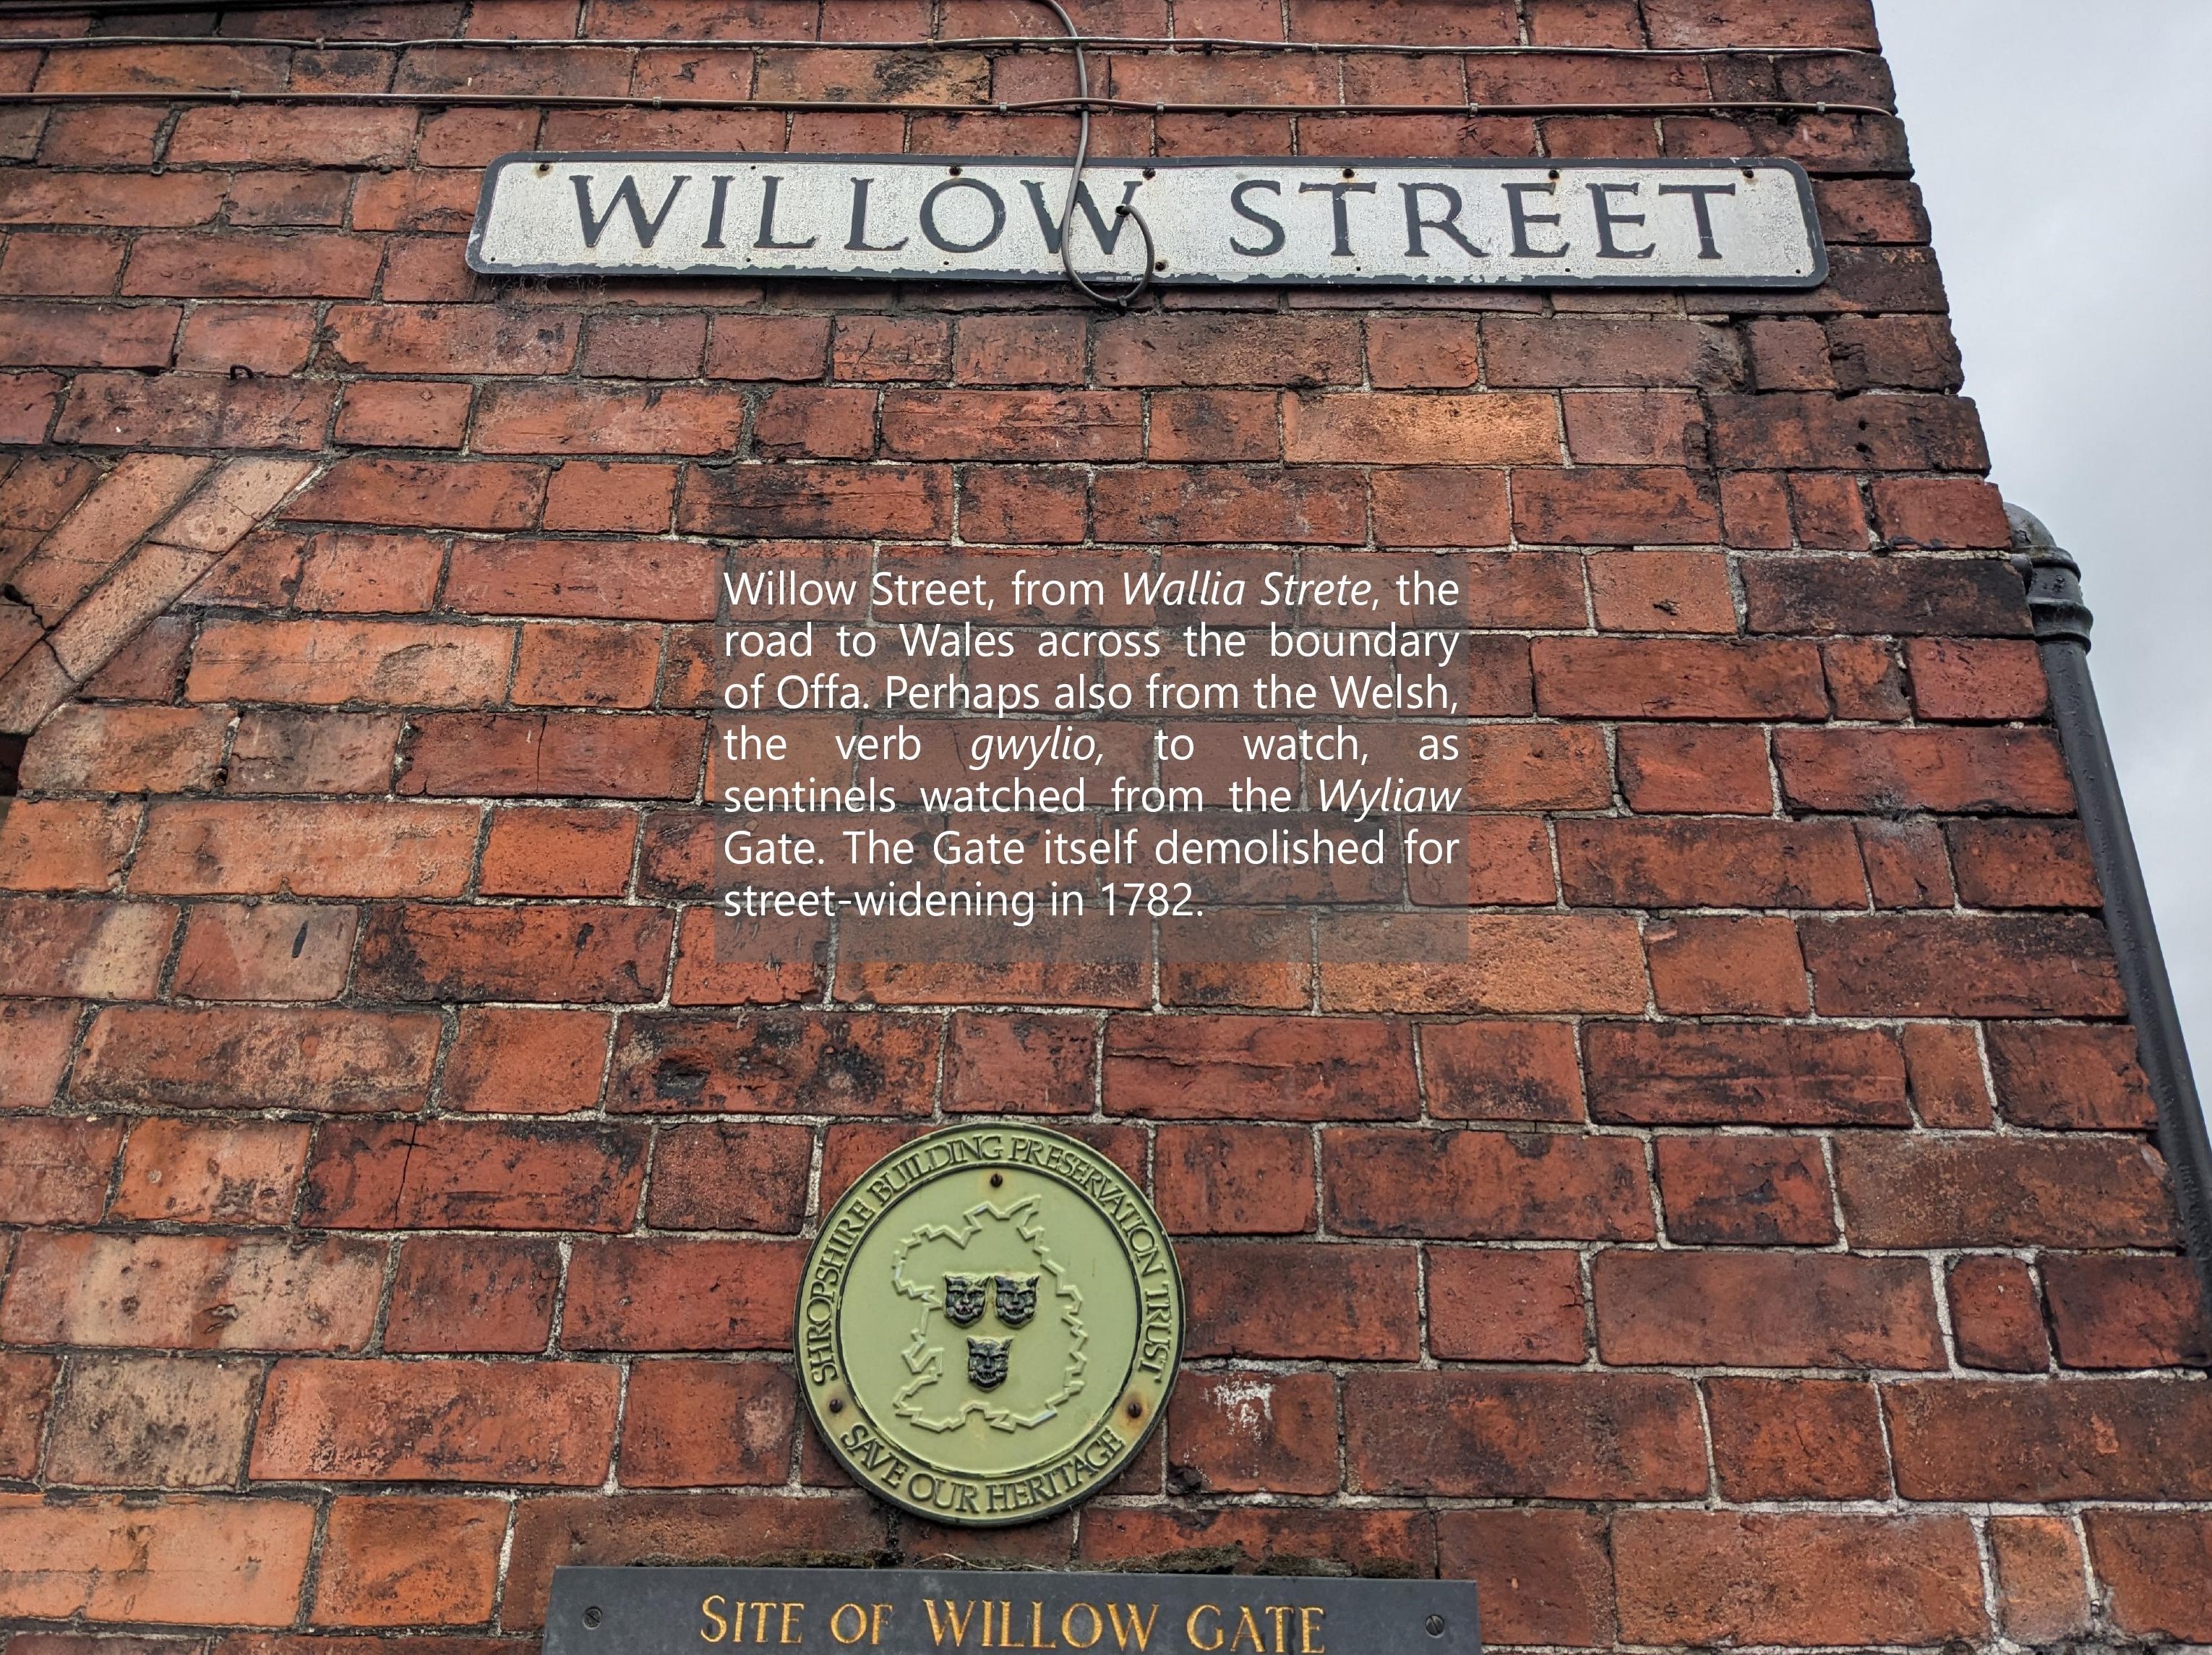 WILLOW STREET
Willow Street, from Wallia Strete, the
road to Wales across the boundary
of Offa. Perhaps also from the Welsh,
the verb gwylio, to watch, as
sentinels watched from the Wyliaw
Gate. The Gate itself demolished for
street-widening in 1782.
SHROPSHIRE BUILDING PRESERVATION TRUST
SAVE OUR HERITAGE
SITE OF WILLOW GATE